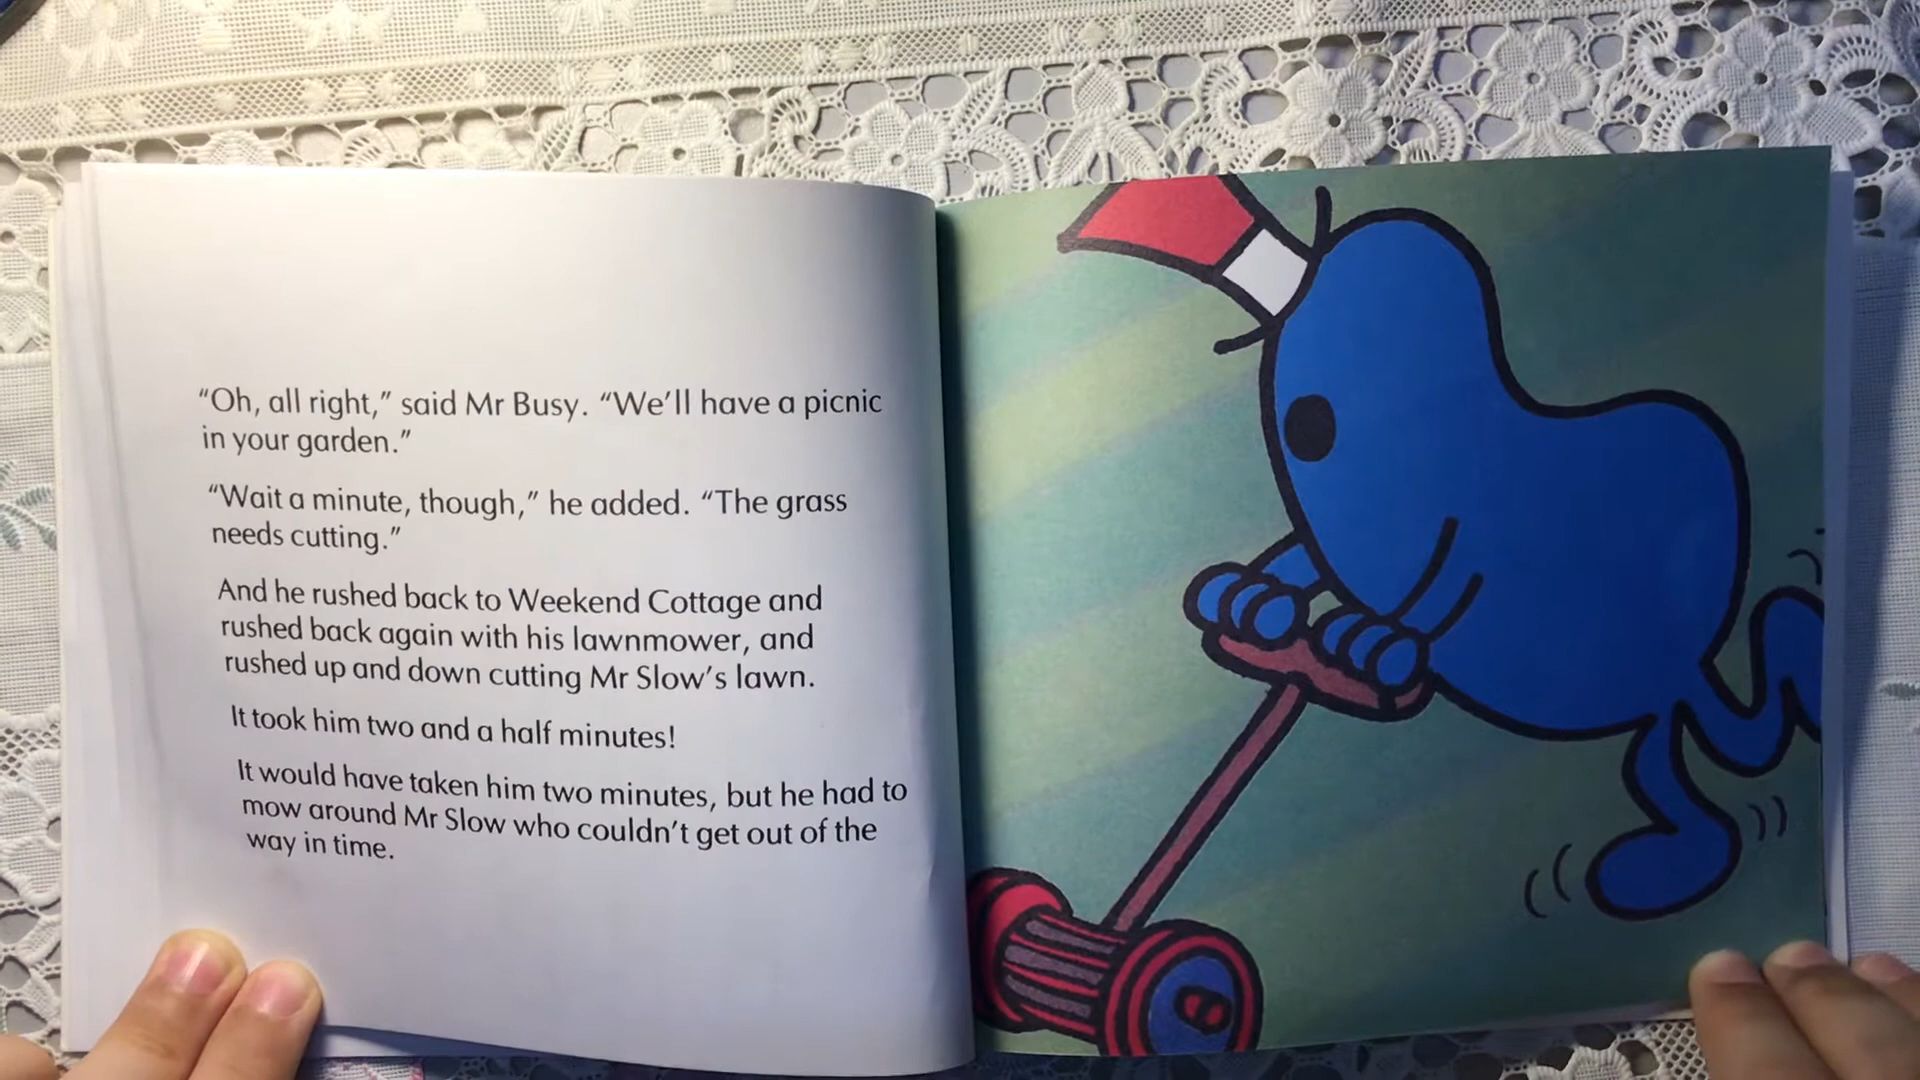 “Oh, all right,” said Mr Busy. “We’ll have a picnic
in your garden.”
“Wait a minute, though,” he added. “The grass
needs cutting.”
And he rushed back to Weekend Cottage and
rushed back again with his lawnmower, and
rushed up and down cutting Mr Slow’s lawn.
It took him two and a half minutes!
It would have taken him two minutes, but he had to
mow around Mr Slow who couldn’t get out of the
way in time.